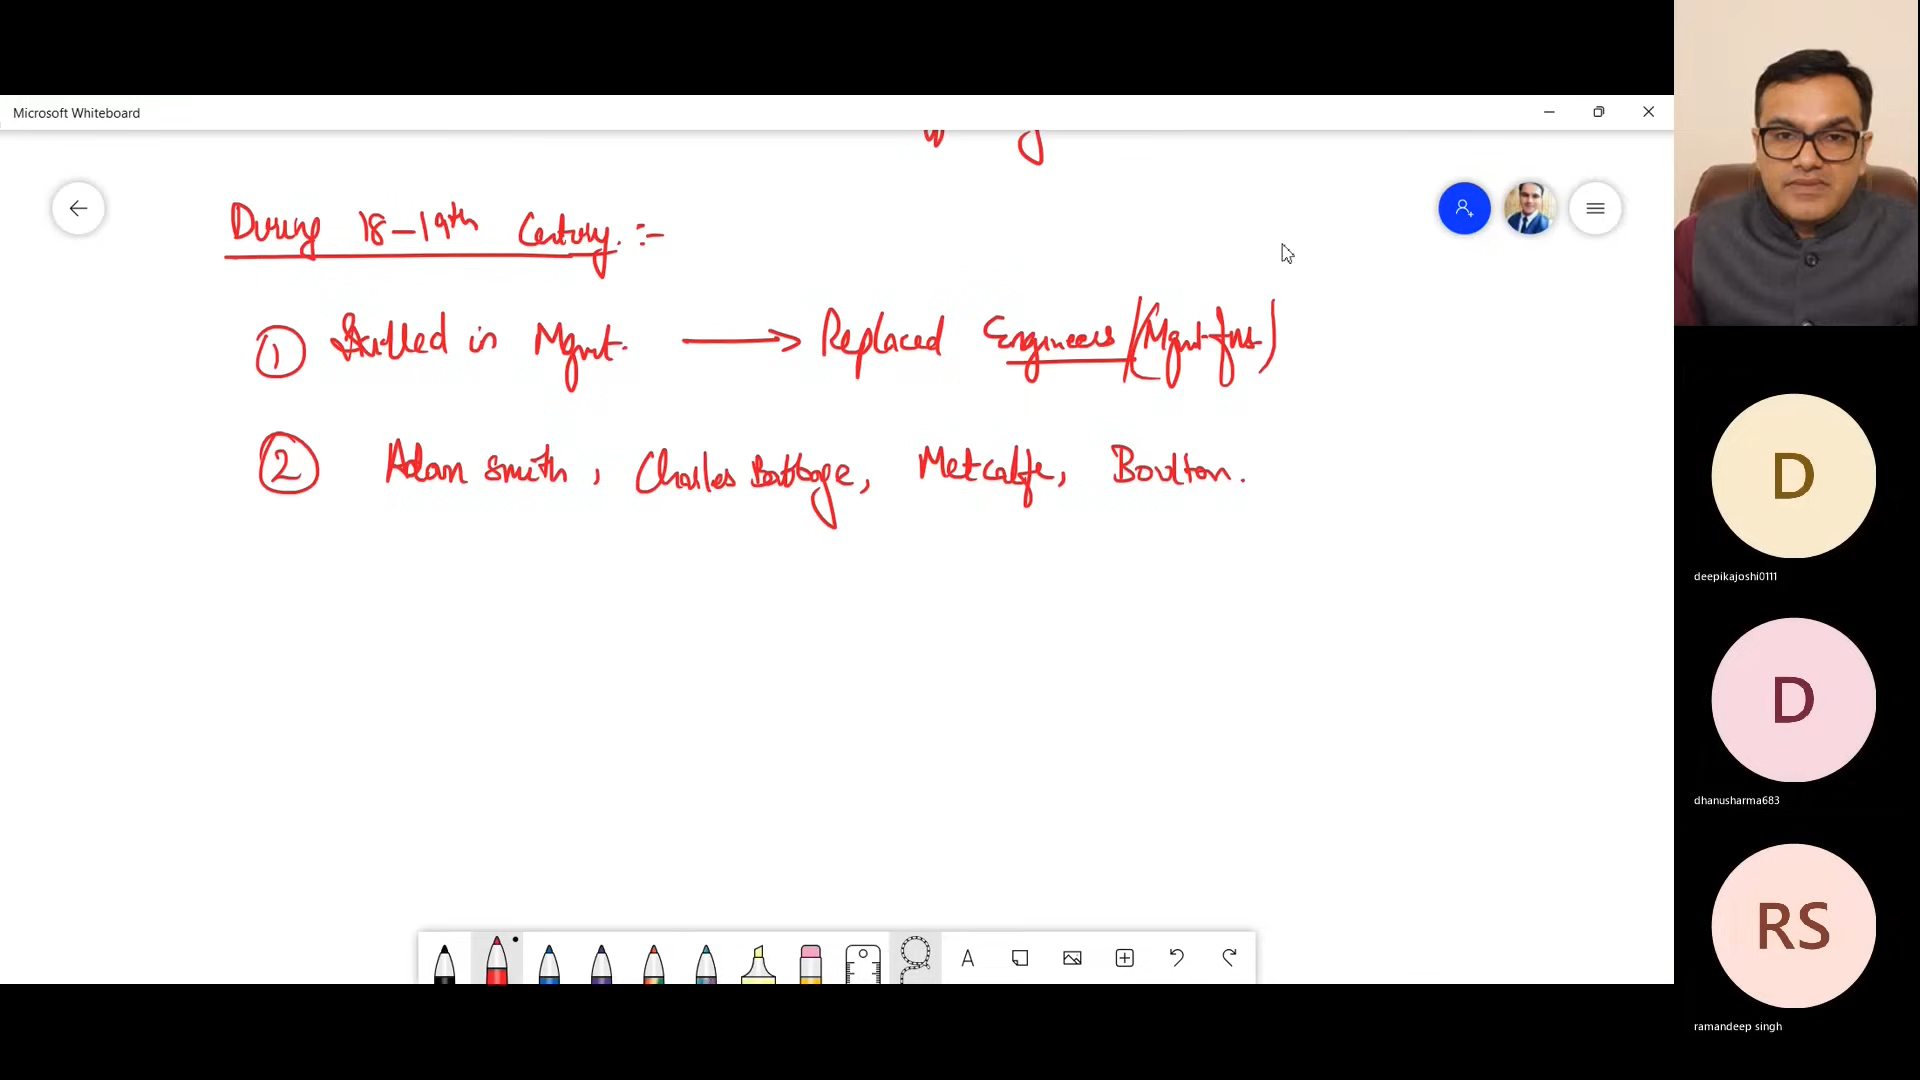 Microsoft Whiteboard
During 18-19th Century. :-
① Skilled in Mgmt. → Replaced Engineers/(Mgmt fns.)
② Adam Smith, Charles Babbage, Metcalfe, Boulton.
D
deepikajoshi0111
D
dhanusharma683
RS
ramandeep singh
A